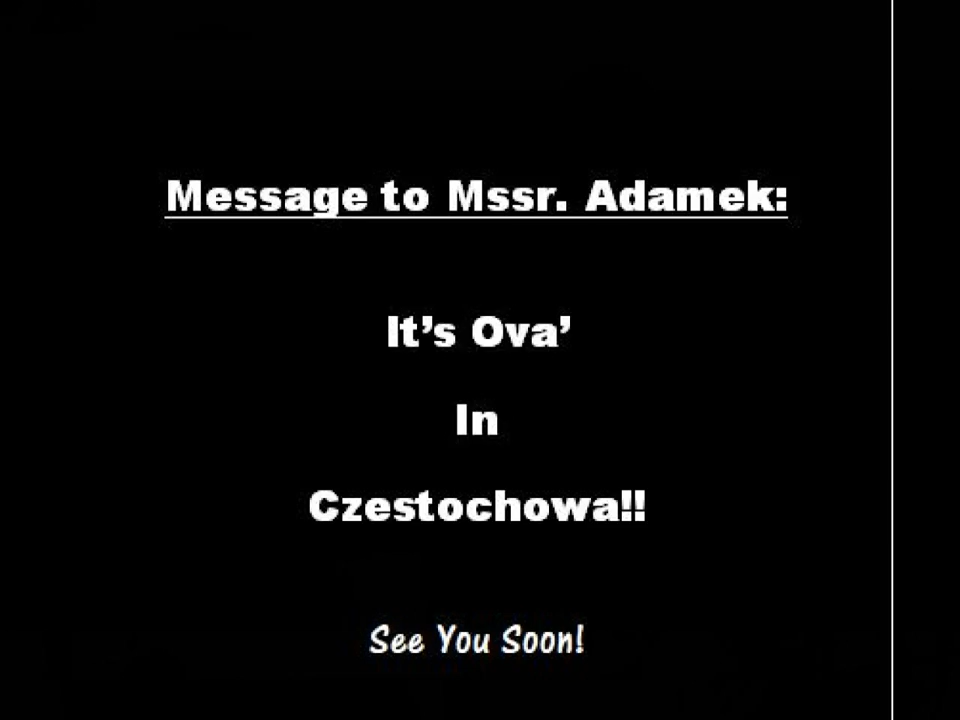 Message to Mssr. Adamek:
It’s Ova’
In
Czestochowa!!
See You Soon!